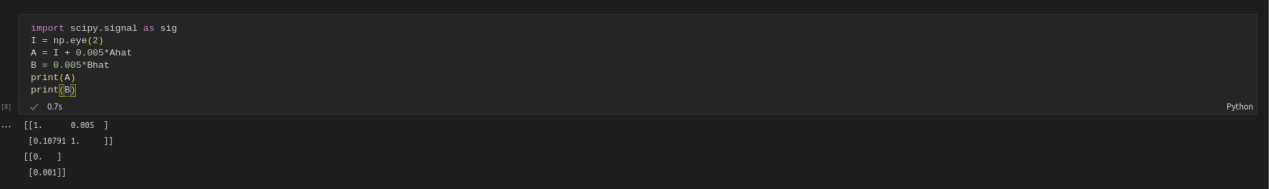 import scipy.signal as sig
I = np.eye(2)
A = I + 0.005*Ahat
B = 0.005*Bhat
print(A)
print(B)
[8] ✓ 0.7s Python
... [[1. 0.005 ]
[0.10791 1. ]]
[[0. ]
[0.001]]